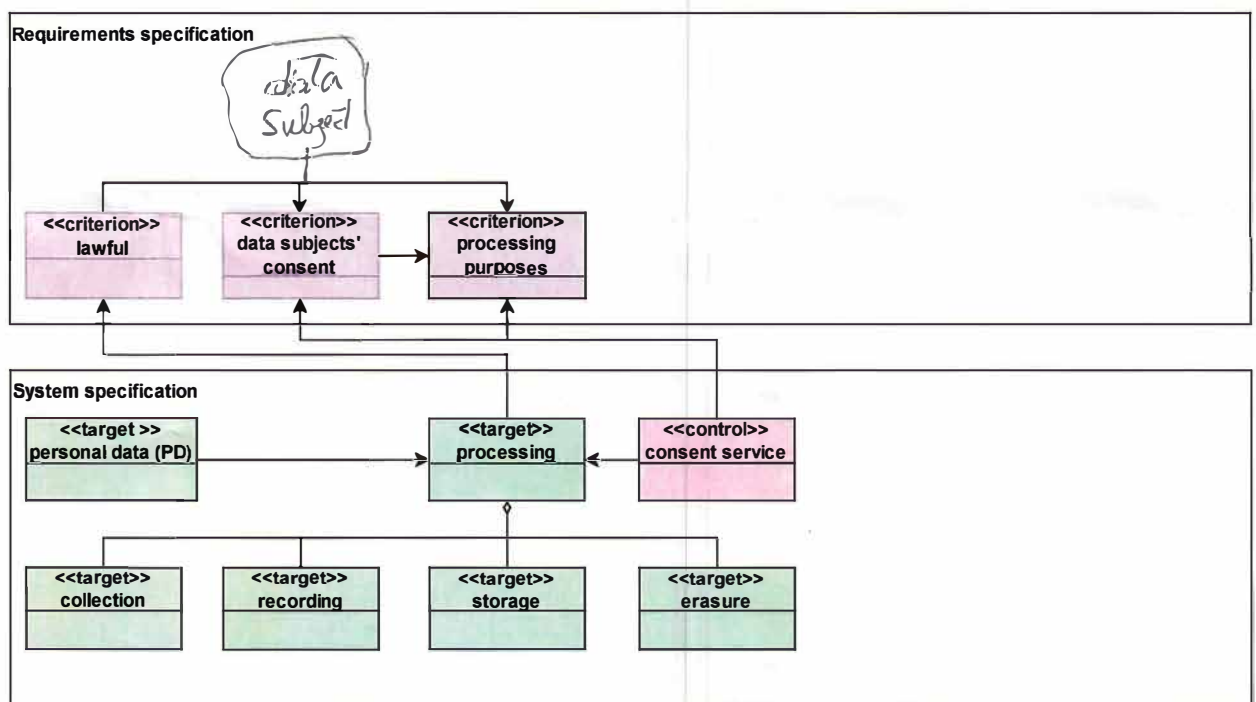 Requirements specification
data
Subject
<<criterion>>
lawful
<<criterion>>
data subjects'
consent
<<criterion>>
processing
purposes
System specification
<<target >>
personal data (PD)
<<target>>
processing
<<control>>
consent service
<<target>>
collection
<<target>>
recording
<<target>>
storage
<<target>>
erasure